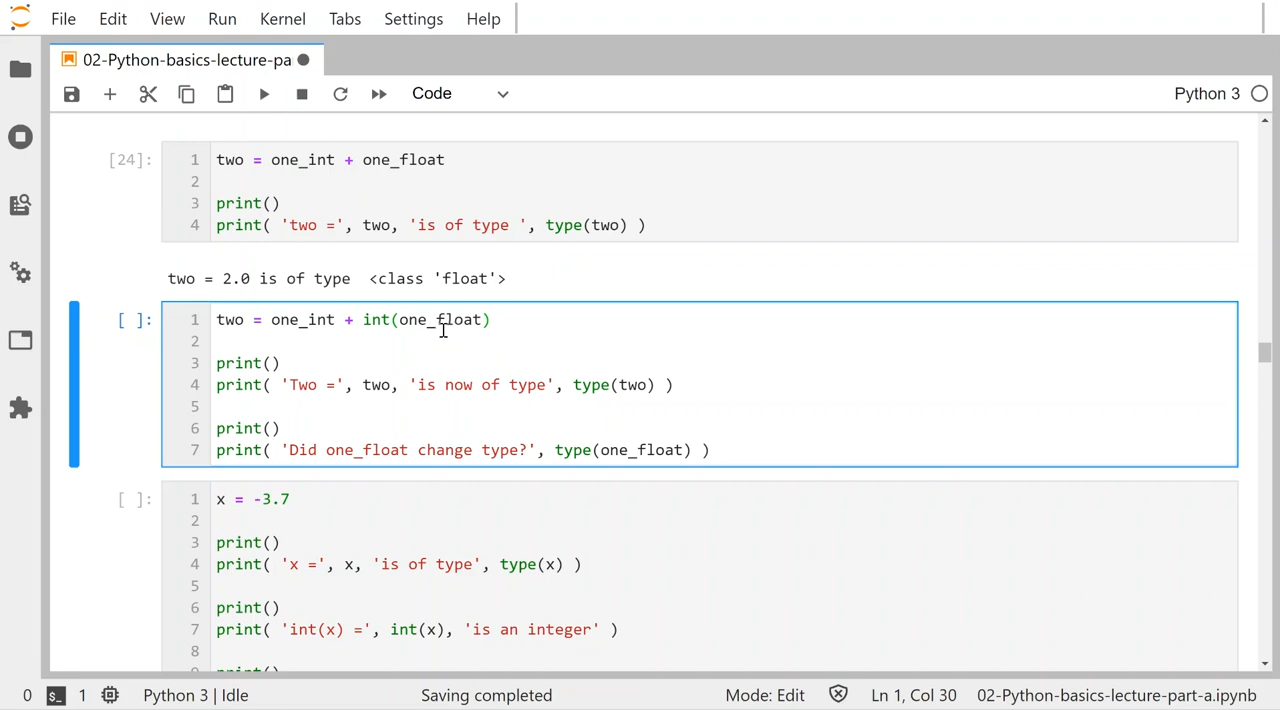 File Edit View Run Kernel Tabs Settings Help
02-Python-basics-lecture-pa
Code Python 3
[24]: 1 two = one_int + one_float
2
3 print()
4 print( 'two =', two, 'is of type ', type(two) )
two = 2.0 is of type  <class 'float'>
[ ]: 1 two = one_int + int(one_float)
2
3 print()
4 print( 'Two =', two, 'is now of type', type(two) )
5
6 print()
7 print( 'Did one_float change type?', type(one_float) )
[ ]: 1 x = -3.7
2
3 print()
4 print( 'x =', x, 'is of type', type(x) )
5
6 print()
7 print( 'int(x) =', int(x), 'is an integer' )
8
0 $_ 1 Python 3 | Idle Saving completed Mode: Edit Ln 1, Col 30 02-Python-basics-lecture-part-a.ipynb